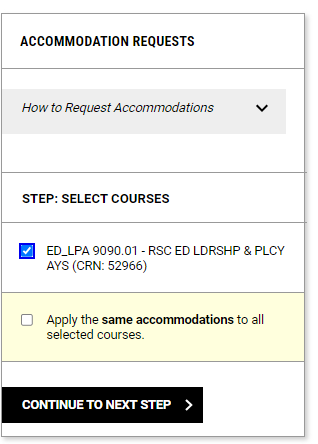 ACCOMMODATION REQUESTS
How to Request Accommodations
STEP: SELECT COURSES
ED_LPA 9090.01 - RSC ED LDRSHP & PLCY
AYS (CRN: 52966)
Apply the same accommodations to all
selected courses.
CONTINUE TO NEXT STEP